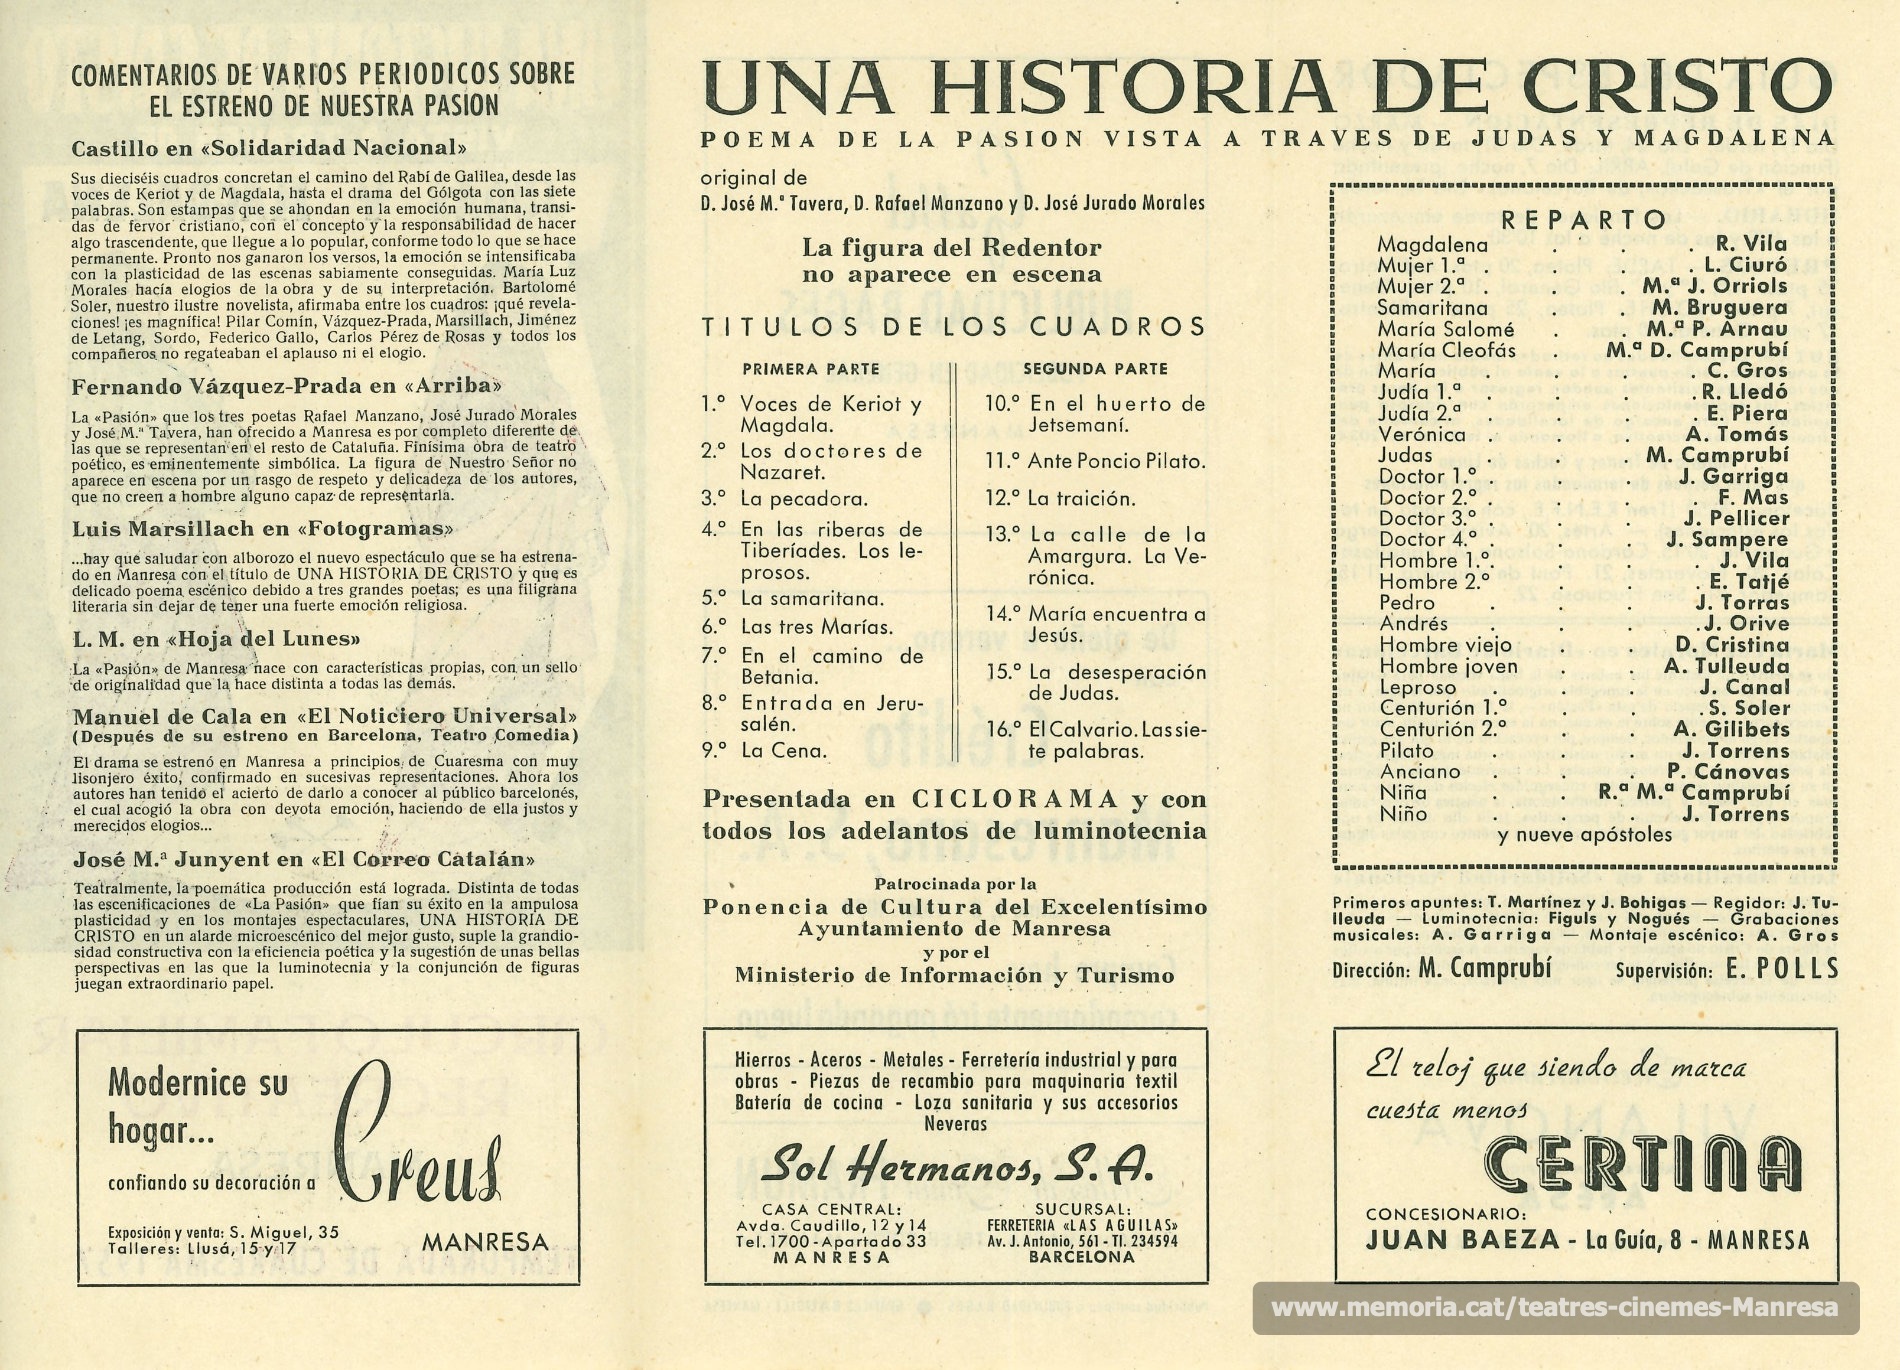 COMENTARIOS DE VARIOS PERIODICOS SOBRE
EL ESTRENO DE NUESTRA PASION
Castillo en «Solidaridad Nacional»
Sus dieciséis cuadros concretan el camino del Rabí de Galilea, desde las
voces de Keriot y de Magdala, hasta el drama del Gólgota con las siete
palabras. Son estampas que se ahondan en la emoción humana, transi-
das de fervor cristiano, con el concepto y la responsabilidad de hacer
algo trascendente, que llegue a lo popular, conforme todo lo que se hace
permanente. Pronto nos ganaron los versos, la emoción se intensificaba
con la plasticidad de las escenas sabiamente conseguidas. María Luz
Morales hacía elogios de la obra y de su interpretación. Bartolomé
Soler, nuestro ilustre novelista, afirmaba entre los cuadros: ¡qué revela-
ciones! ¡es magnífica! Pilar Comín, Vázquez-Prada, Marsillach, Jiménez
de Letang, Sordo, Federico Gallo, Carlos Pérez de Rosas y todos los
compañeros no regateaban el aplauso ni el elogio.
Fernando Vázquez-Prada en «Arriba»
La «Pasión» que los tres poetas Rafael Manzano, José Jurado Morales
y José M.ª Tavera, han ofrecido a Manresa es por completo diferente de
las que se representan en el resto de Cataluña. Finísima obra de teatro
poético, es eminentemente simbólica. La figura de Nuestro Señor no
aparece en escena por un rasgo de respeto y delicadeza de los autores,
que no creen a hombre alguno capaz de representarla.
Luis Marsillach en «Fotogramas»
...hay que saludar con alborozo el nuevo espectáculo que se ha estrena-
do en Manresa con el título de UNA HISTORIA DE CRISTO y que es
delicado poema escénico debido a tres grandes poetas; es una filigrana
literaria sin dejar de tener una fuerte emoción religiosa.
L. M. en «Hoja del Lunes»
La «Pasión» de Manresa nace con características propias, con un sello
de originalidad que la hace distinta a todas las demás.
Manuel de Cala en «El Noticiero Universal»
(Después de su estreno en Barcelona, Teatro Comedia)
El drama se estrenó en Manresa a principios de Cuaresma con muy
lisonjero éxito, confirmado en sucesivas representaciones. Ahora los
autores han tenido el acierto de darlo a conocer al público barcelonés,
el cual acogió la obra con devota emoción, haciendo de ella justos y
merecidos elogios...
José M.ª Junyent en «El Correo Catalán»
Teatralmente, la poemática producción está lograda. Distinta de todas
las escenificaciones de «La Pasión» que fían su éxito en la ampulosa
plasticidad y en los montajes espectaculares, UNA HISTORIA DE
CRISTO en un alarde microescénico del mejor gusto, suple la grandio-
sidad constructiva con la eficiencia poética y la sugestión de unas bellas
perspectivas en las que la luminotecnia y la conjunción de figuras
juegan extraordinario papel.
Modernice su
hogar...
confiando su decoración a
Creus
Exposición y venta: S. Miguel, 35
Talleres: Llusá, 15 y 17
MANRESA
UNA HISTORIA DE CRISTO
POEMA DE LA PASION VISTA A TRAVES DE JUDAS Y MAGDALENA
original de
D. José M.ª Tavera, D. Rafael Manzano y D. José Jurado Morales
La figura del Redentor
no aparece en escena
TITULOS DE LOS CUADROS
PRIMERA PARTE
1.º Voces de Keriot y
Magdala.
2.º Los doctores de
Nazaret.
3.º La pecadora.
4.º En las riberas de
Tiberíades. Los le-
prosos.
5.º La samaritana.
6.º Las tres Marías.
7.º En el camino de
Betania.
8.º Entrada en Jeru-
salén.
9.º La Cena.
SEGUNDA PARTE
10.º En el huerto de
Jetsemaní.
11.º Ante Poncio Pilato.
12.º La traición.
13.º La calle de la
Amargura. La Ve-
rónica.
14.º María encuentra a
Jesús.
15.º La desesperación
de Judas.
16.º El Calvario. Las sie-
te palabras.
Presentada en CICLORAMA y con
todos los adelantos de luminotecnia
Patrocinada por la
Ponencia de Cultura del Excelentísimo
Ayuntamiento de Manresa
y por el
Ministerio de Información y Turismo
Hierros - Aceros - Metales - Ferretería industrial y para
obras - Piezas de recambio para maquinaria textil
Batería de cocina - Loza sanitaria y sus accesorios
Neveras
Sol Hermanos, S. A.
CASA CENTRAL:
Avda. Caudillo, 12 y 14
Tel. 1700 - Apartado 33
MANRESA
SUCURSAL:
FERRETERIA «LAS AGUILAS»
Av. J. Antonio, 561 - Tl. 234594
BARCELONA
REPARTO
Magdalena . R. Vila
Mujer 1.ª . . L. Ciuró
Mujer 2.ª . M.ª J. Orriols
Samaritana . M. Bruguera
María Salomé . M.ª P. Arnau
María Cleofás . M.ª D. Camprubí
María . . . C. Gros
Judía 1.ª . . . R. Lledó
Judía 2.ª . . . E. Piera
Verónica . . A. Tomás
Judas . . . M. Camprubí
Doctor 1.º . . . J. Garriga
Doctor 2.º . . . F. Mas
Doctor 3.º . . . J. Pellicer
Doctor 4.º . . . J. Sampere
Hombre 1.º . . . J. Vila
Hombre 2.º . . . E. Tatjé
Pedro . . . J. Torras
Andrés . . . J. Orive
Hombre viejo . D. Cristina
Hombre joven . . A. Tulleuda
Leproso . . . J. Canal
Centurión 1.º . . . S. Soler
Centurión 2.º . . A. Gilibets
Pilato . . . J. Torrens
Anciano . . P. Cánovas
Niña . . R.ª M.ª Camprubí
Niño . . . J. Torrens
y nueve apóstoles
Primeros apuntes: T. Martínez y J. Bohigas — Regidor: J. Tu-
lleuda — Luminotecnia: Figuls y Nogués — Grabaciones
musicales: A. Garriga — Montaje escénico: A. Gros
Dirección: M. Camprubí Supervisión: E. POLLS
El reloj que siendo de marca
cuesta menos
CERTINA
CONCESIONARIO:
JUAN BAEZA - La Guía, 8 - MANRESA
www.memoria.cat/teatres-cinemes-Manresa